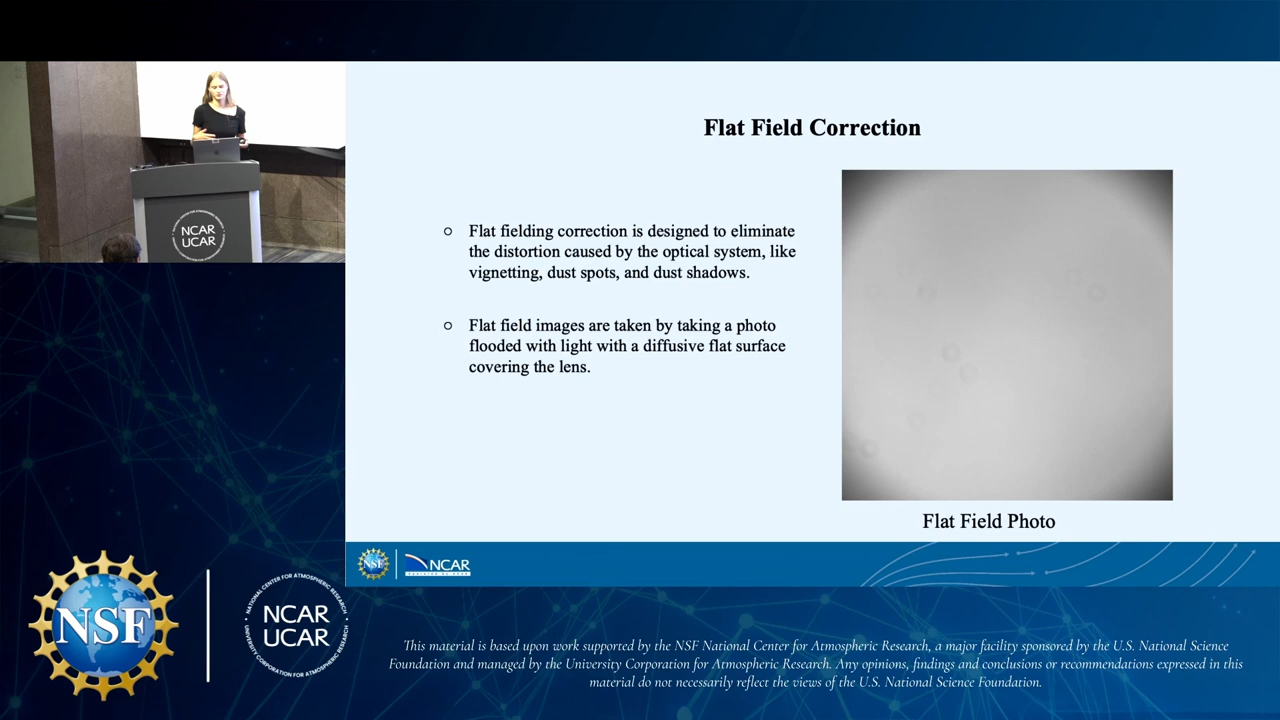 Flat Field Correction
○ Flat fielding correction is designed to eliminate
the distortion caused by the optical system, like
vignetting, dust spots, and dust shadows.
○ Flat field images are taken by taking a photo
flooded with light with a diffusive flat surface
covering the lens.
Flat Field Photo
NCAR
UCAR
NSF
NCAR
NSF
NATIONAL CENTER FOR ATMOSPHERIC RESEARCH
NCAR
UCAR
UNIVERSITY CORPORATION FOR ATMOSPHERIC RESEARCH
This material is based upon work supported by the NSF National Center for Atmospheric Research, a major facility sponsored by the U.S. National Science
Foundation and managed by the University Corporation for Atmospheric Research. Any opinions, findings and conclusions or recommendations expressed in this
material do not necessarily reflect the views of the U.S. National Science Foundation.